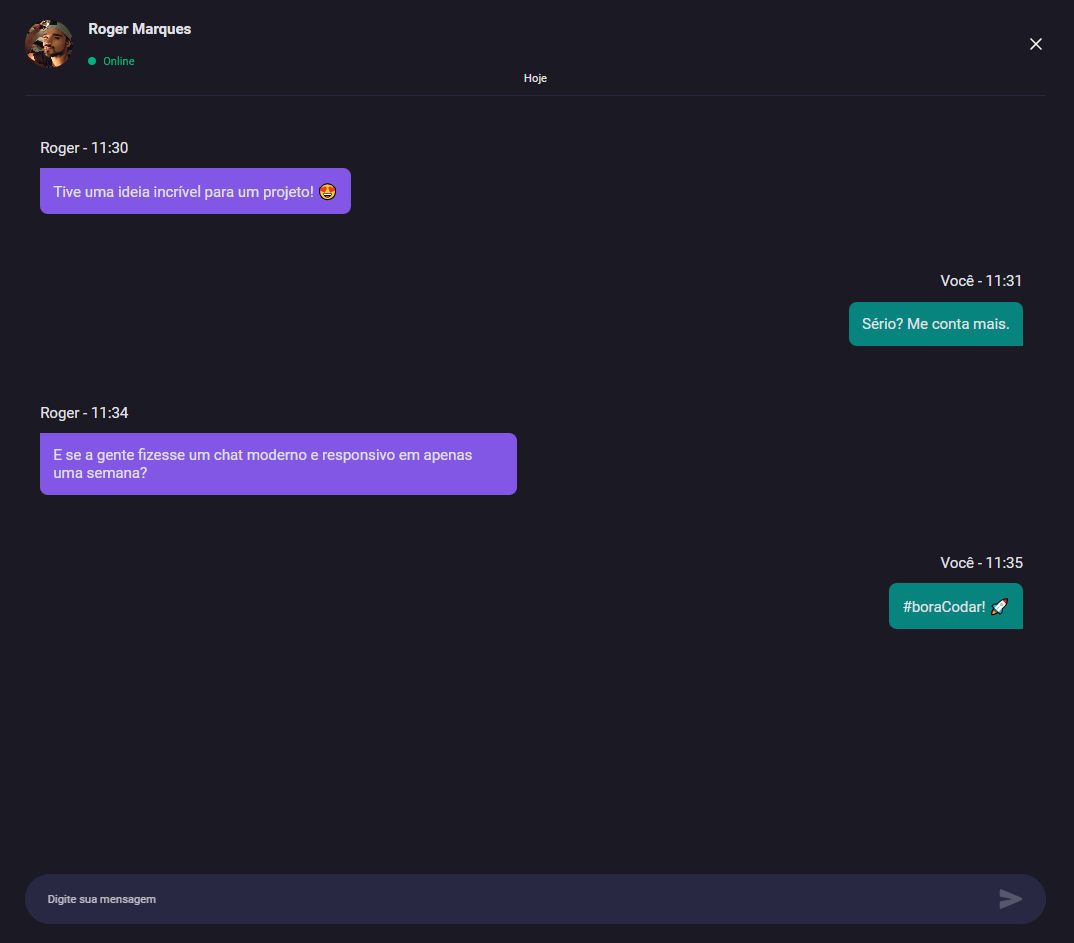 Roger Marques
Online
Hoje
Roger - 11:30
Tive uma ideia incrível para um projeto! 🤩
Você - 11:31
Sério? Me conta mais.
Roger - 11:34
E se a gente fizesse um chat moderno e responsivo em apenas
uma semana?
Você - 11:35
#boraCodar! 🚀
Digite sua mensagem